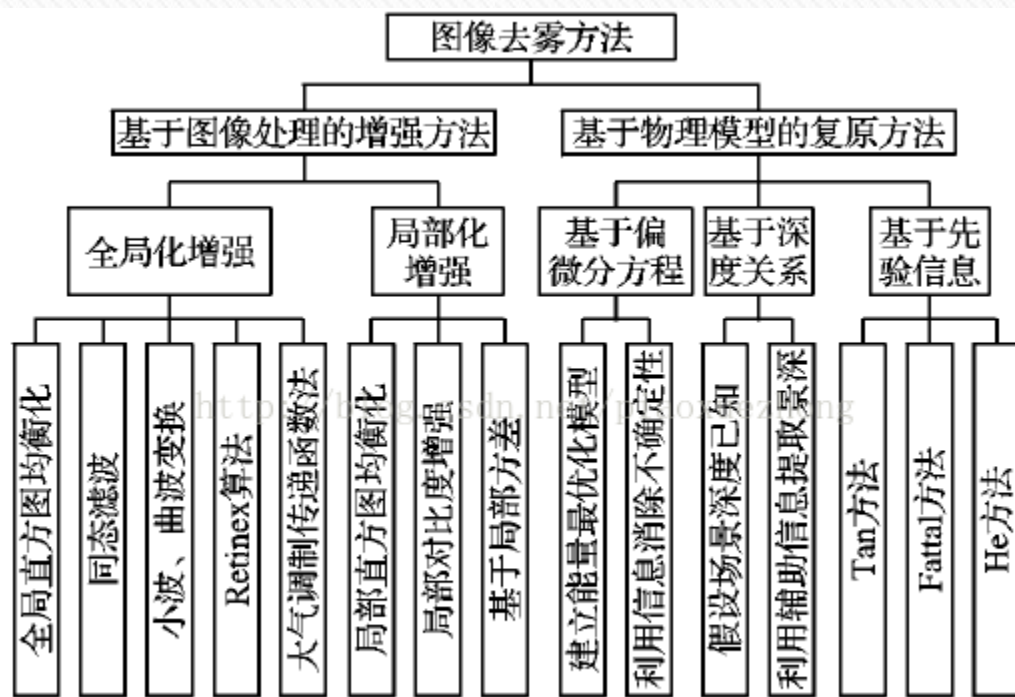 图像去雾方法
基于图像处理的增强方法
基于物理模型的复原方法
全局化增强
局部化
增强
基于偏
微分方程
基于深
度关系
基于先
验信息
全局直方图均衡化
同态滤波
小波、曲波变换
Retinex算法
大气调制传递函数法
局部直方图均衡化
局部对比度增强
基于局部方差
建立能量最优化模型
利用信息消除不确定性
假设场景深度已知
利用辅助信息提取景深
Tan方法
Fattal方法
He方法